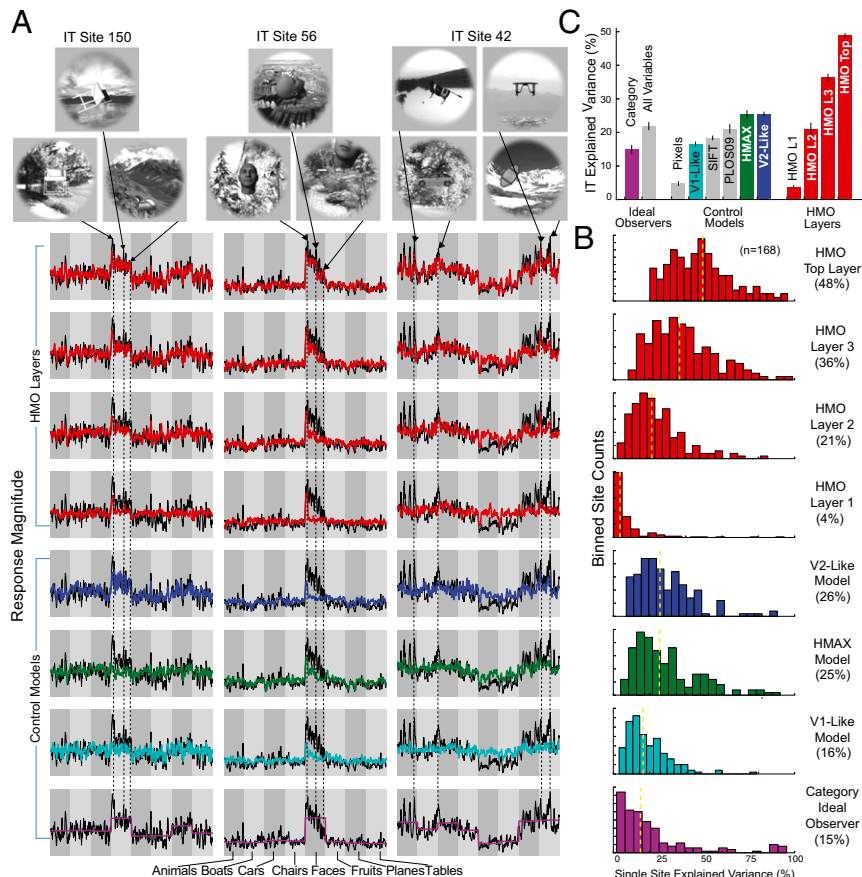 A
IT Site 150
IT Site 56
IT Site 42
Response Magnitude
HMO Layers
Control Models
Animals Boats Cars Chairs Faces Fruits PlanesTables
C
IT Explained Variance (%)
50
40
30
20
10
0
Category
All Variables
Pixels
V1-Like
SIFT
PLOS09
HMAX
V2-Like
HMO L1
HMO L2
HMO L3
HMO Top
Ideal
Observers
Control
Models
HMO
Layers
B
Binned Site Counts
(n=168)
HMO
Top Layer
(48%)
HMO
Layer 3
(36%)
HMO
Layer 2
(21%)
HMO
Layer 1
(4%)
V2-Like
Model
(26%)
HMAX
Model
(25%)
V1-Like
Model
(16%)
Category
Ideal
Observer
(15%)
0 25 50 75 100
Single Site Explained Variance (%)